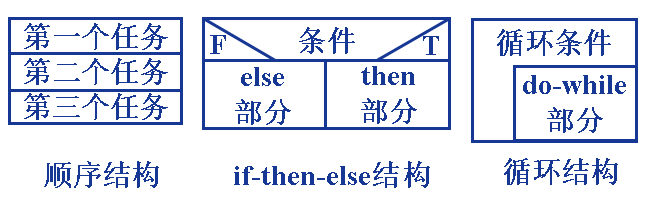 第一个任务
第二个任务
第三个任务
顺序结构
F 条件 T
else 部分
then 部分
if-then-else结构
循环条件
do-while
部分
循环结构